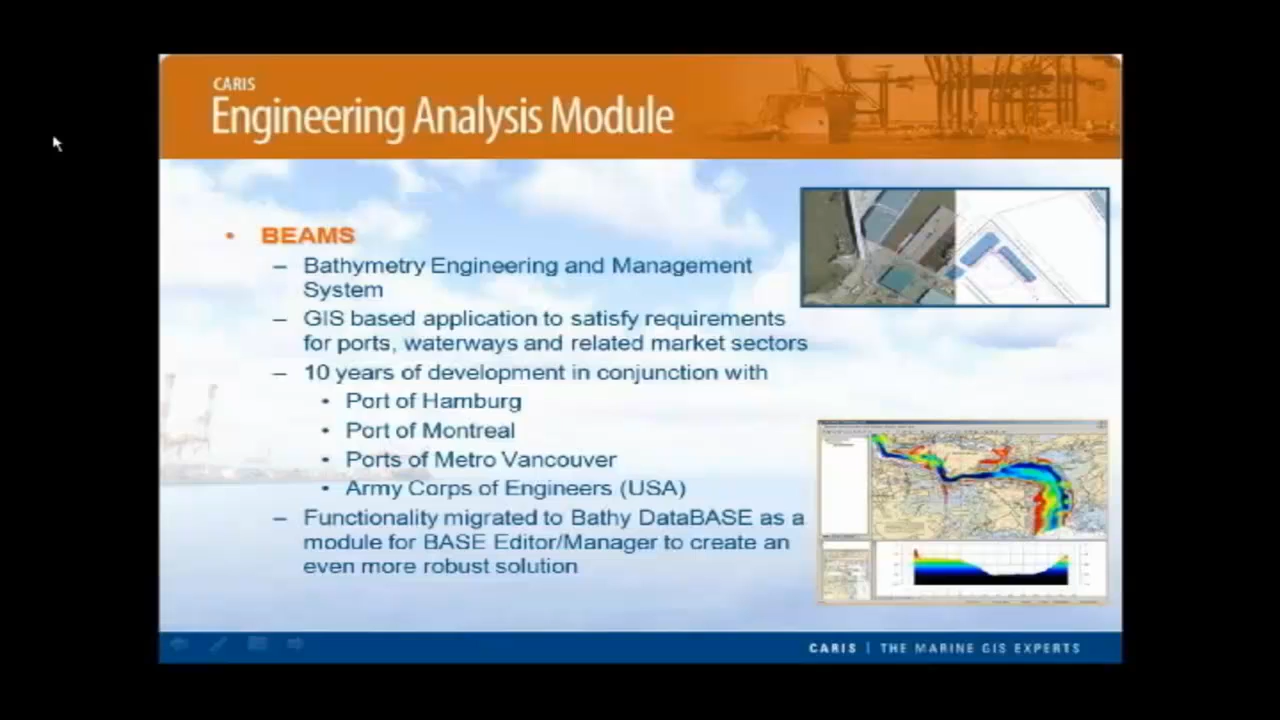 CARIS
Engineering Analysis Module
• BEAMS
– Bathymetry Engineering and Management
System
– GIS based application to satisfy requirements
for ports, waterways and related market sectors
– 10 years of development in conjunction with
• Port of Hamburg
• Port of Montreal
• Ports of Metro Vancouver
• Army Corps of Engineers (USA)
– Functionality migrated to Bathy DataBASE as a
module for BASE Editor/Manager to create an
even more robust solution
CARIS | THE MARINE GIS EXPERTS